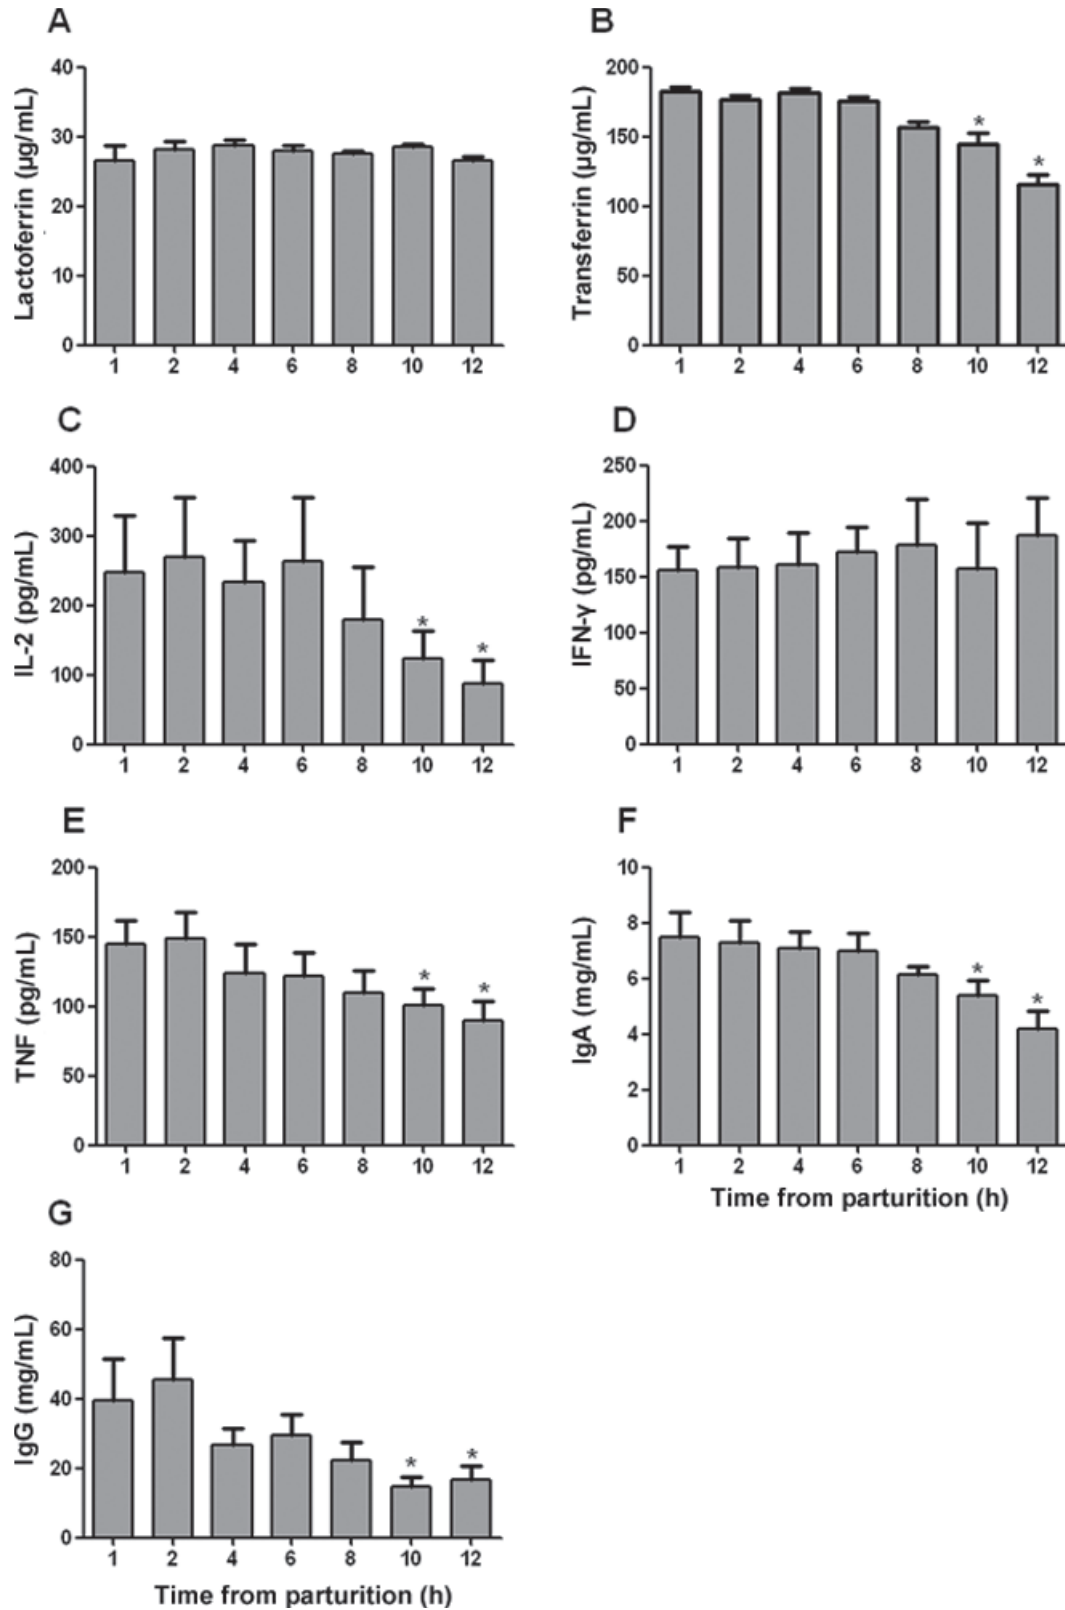 A
Lactoferrin (µg/mL)
40
30
20
10
0
1 2 4 6 8 10 12
B
Transferrin (µg/mL)
200
150
100
50
0
*
*
1 2 4 6 8 10 12
C
IL-2 (pg/mL)
400
300
200
100
0
*
*
1 2 4 6 8 10 12
D
IFN-γ (pg/mL)
250
200
150
100
50
0
1 2 4 6 8 10 12
E
TNF (pg/mL)
200
150
100
50
0
*
*
1 2 4 6 8 10 12
F
IgA (mg/mL)
10
8
6
4
2
0
*
*
1 2 4 6 8 10 12
Time from parturition (h)
G
IgG (mg/mL)
80
60
40
20
0
*
*
1 2 4 6 8 10 12
Time from parturition (h)